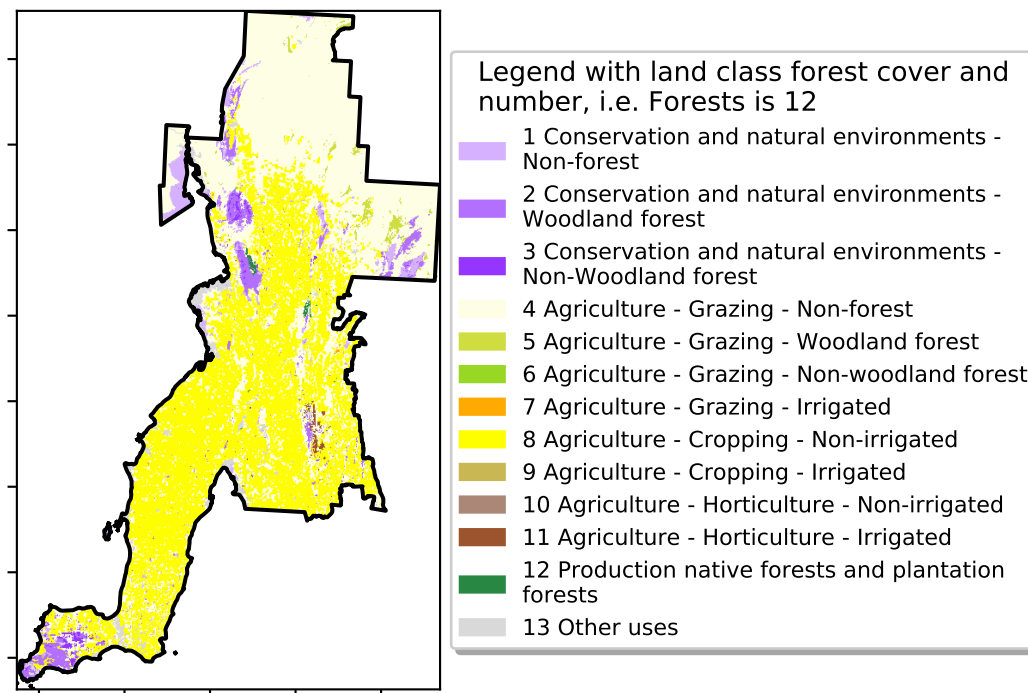 Legend with land class forest cover and
number, i.e. Forests is 12
1 Conservation and natural environments -
Non-forest
2 Conservation and natural environments -
Woodland forest
3 Conservation and natural environments -
Non-Woodland forest
4 Agriculture - Grazing - Non-forest
5 Agriculture - Grazing - Woodland forest
6 Agriculture - Grazing - Non-woodland forest
7 Agriculture - Grazing - Irrigated
8 Agriculture - Cropping - Non-irrigated
9 Agriculture - Cropping - Irrigated
10 Agriculture - Horticulture - Non-irrigated
11 Agriculture - Horticulture - Irrigated
12 Production native forests and plantation
forests
13 Other uses